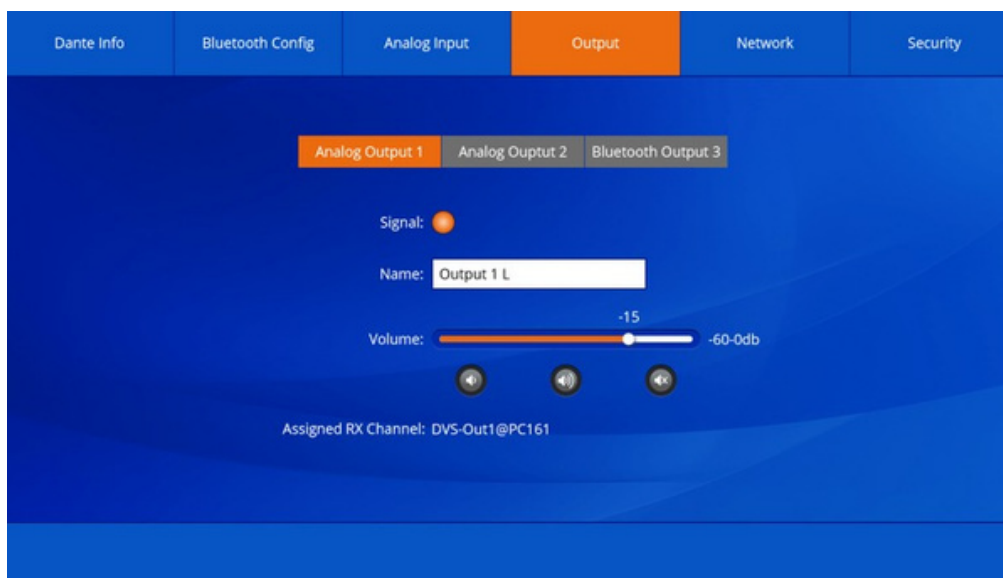 Dante Info Bluetooth Config Analog Input Output Network Security
Analog Output 1 Analog Ouptut 2 Bluetooth Output 3
Signal:
Name: Output 1 L
-15
Volume: -60-0db
Assigned RX Channel: DVS-Out1@PC161